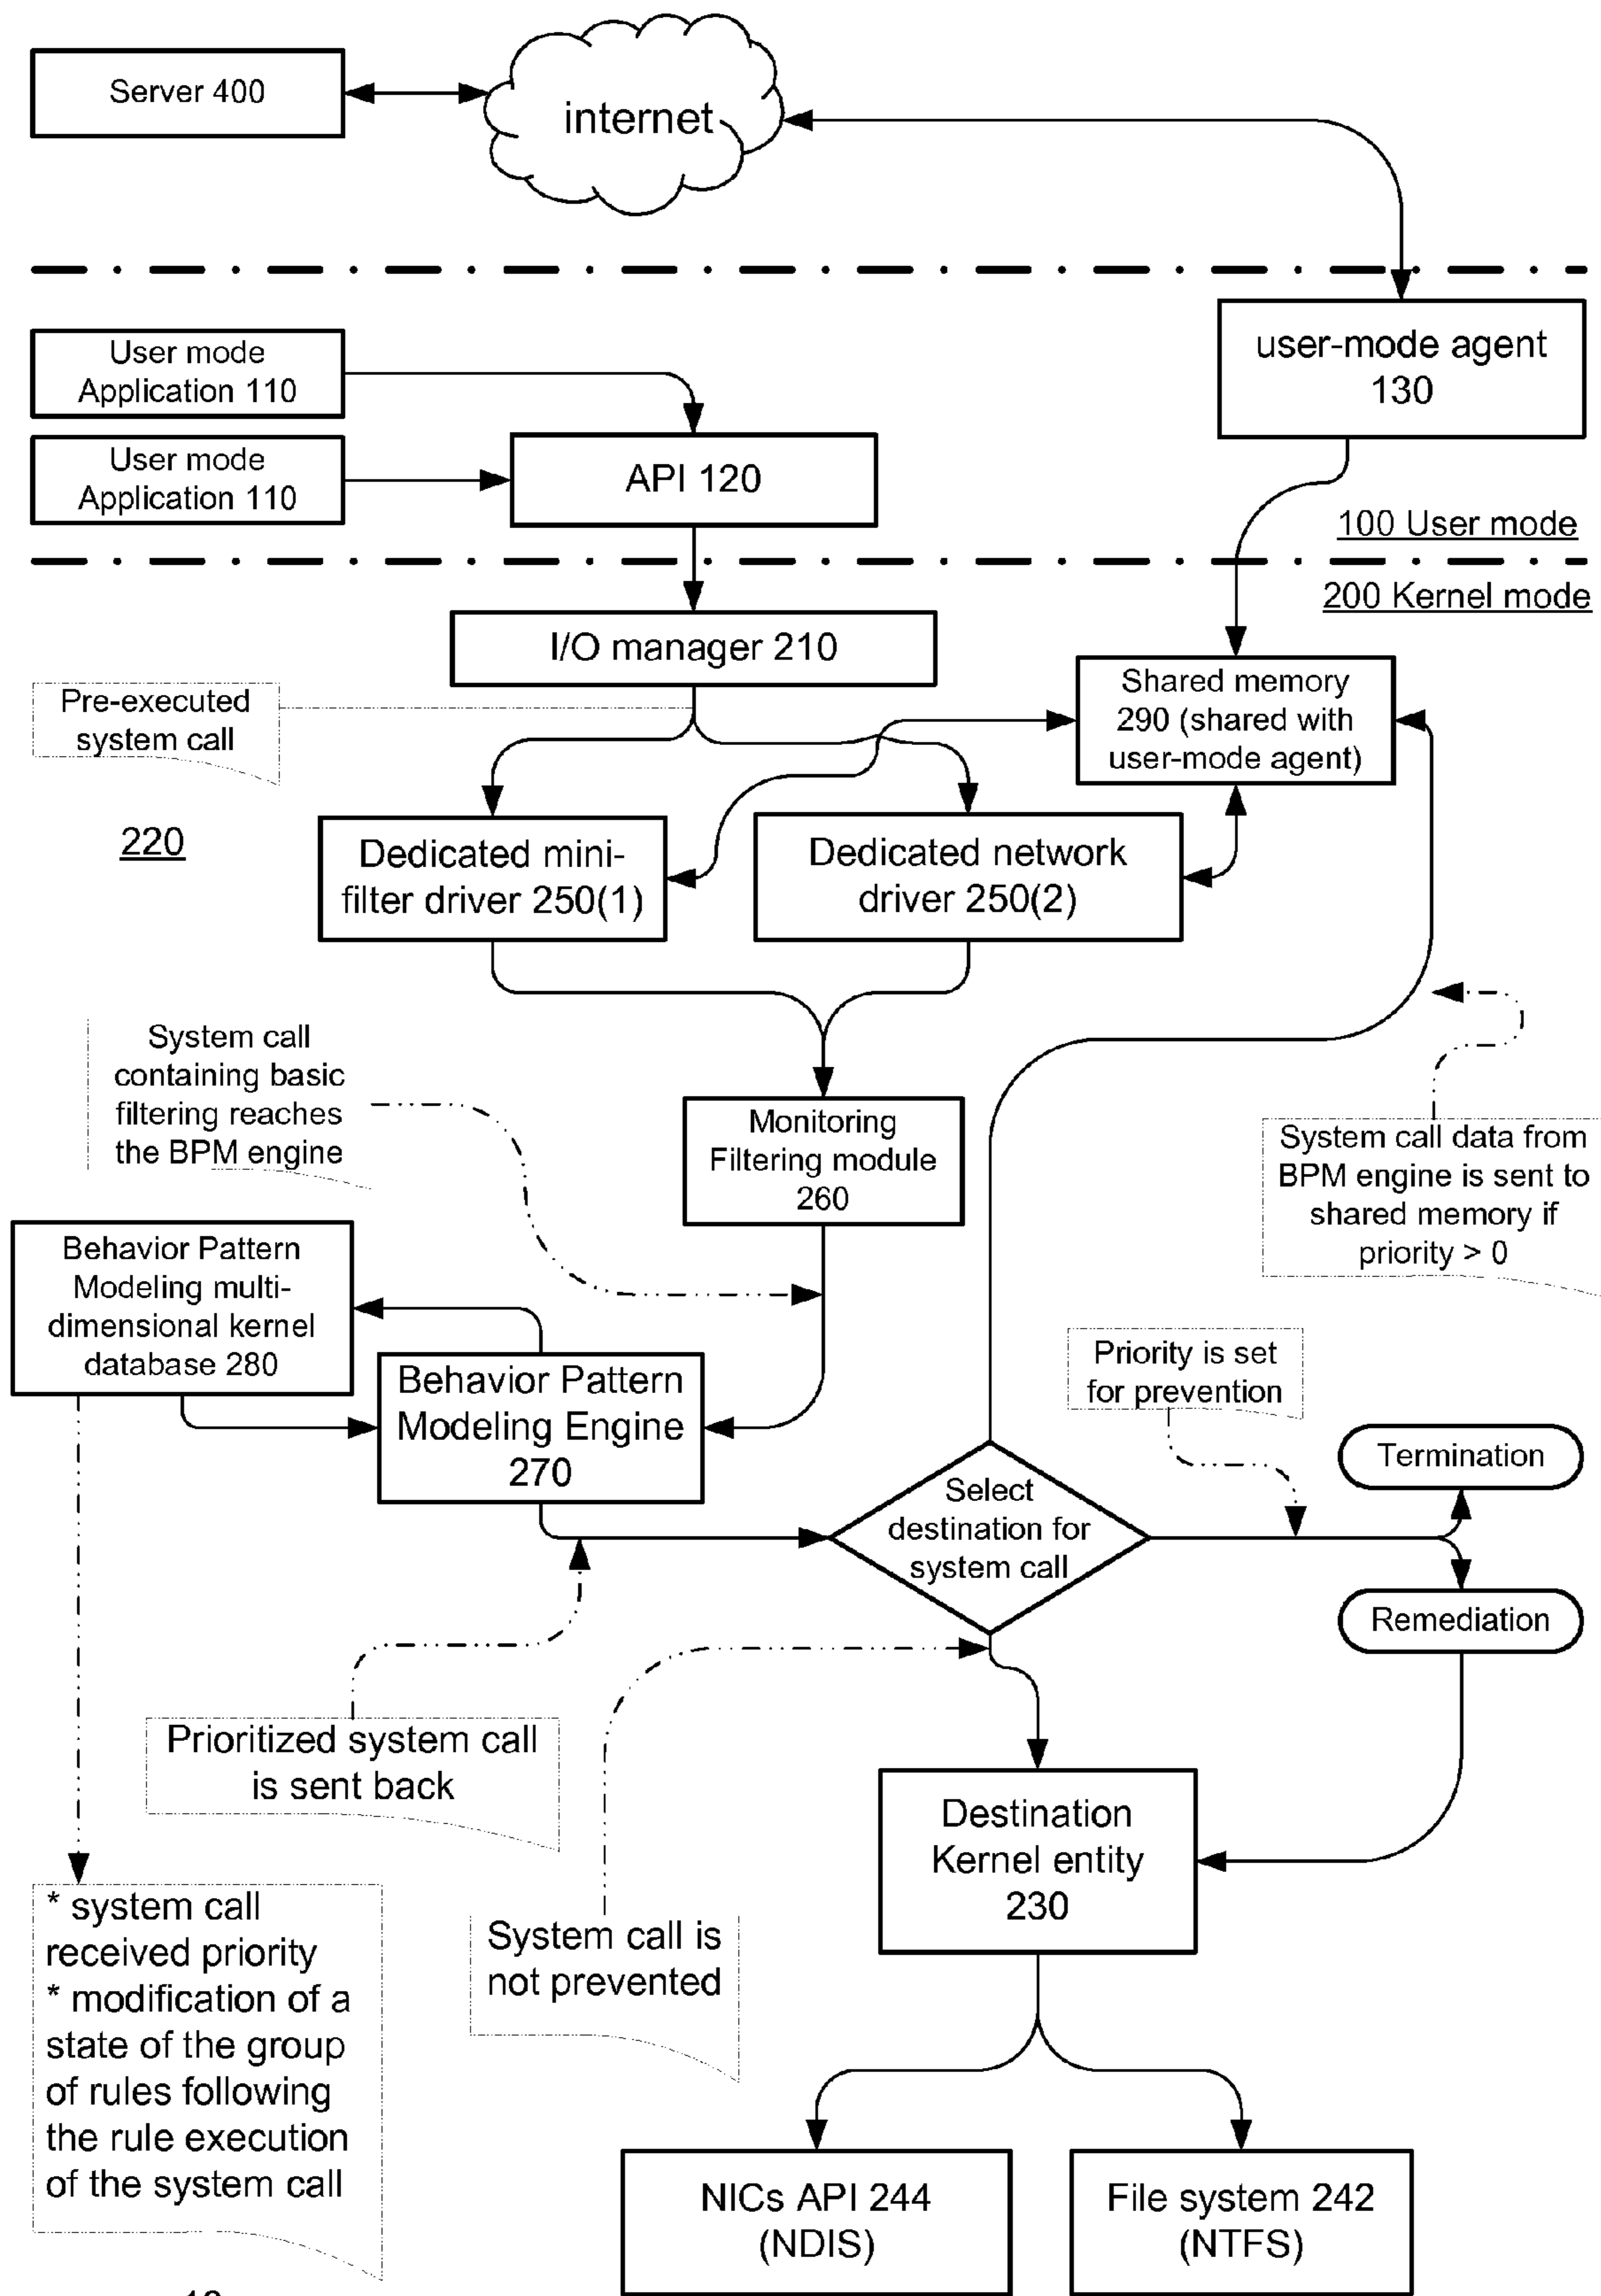 Server 400
internet
User mode
Application 110
user-mode agent
130
User mode
Application 110
API 120
100 User mode
200 Kernel mode
I/O manager 210
Pre-executed
system call
Shared memory
290 (shared with
user-mode agent)
220
Dedicated mini-
filter driver 250(1)
Dedicated network
driver 250(2)
System call
containing basic
filtering reaches
the BPM engine
Monitoring
Filtering module
260
System call data from
BPM engine is sent to
shared memory if
priority > 0
Behavior Pattern
Modeling multi-
dimensional kernel
database 280
Behavior Pattern
Modeling Engine
270
Priority is set
for prevention
Termination
Select
destination for
system call
Remediation
Prioritized system call
is sent back
Destination
Kernel entity
230
* system call
received priority
* modification of a
state of the group
of rules following
the rule execution
of the system call
System call is
not prevented
NICs API 244
(NDIS)
File system 242
(NTFS)